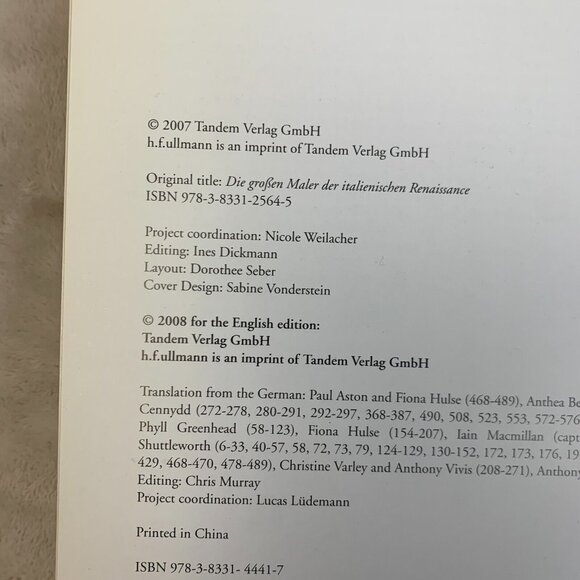 © 2007 Tandem Verlag GmbH
h.f.ullmann is an imprint of Tandem Verlag GmbH
Original title: Die großen Maler der italienischen Renaissance
ISBN 978-3-8331-2564-5
Project coordination: Nicole Weilacher
Editing: Ines Dickmann
Layout: Dorothee Seber
Cover Design: Sabine Vonderstein
© 2008 for the English edition:
Tandem Verlag GmbH
h.f.ullmann is an imprint of Tandem Verlag GmbH
Translation from the German: Paul Aston and Fiona Hulse (468-489), Anthea Be
Cennydd (272-278, 280-291, 292-297, 368-387, 490, 508, 523, 553, 572-576
Phyll Greenhead (58-123), Fiona Hulse (154-207), Iain Macmillan (capt
Shuttleworth (6-33, 40-57, 58, 72, 73, 79, 124-129, 130-152, 172, 173, 176, 19
429, 468-470, 478-489), Christine Varley and Anthony Vivis (208-271), Anthony
Editing: Chris Murray
Project coordination: Lucas Lüdemann
Printed in China
ISBN 978-3-8331- 4441-7